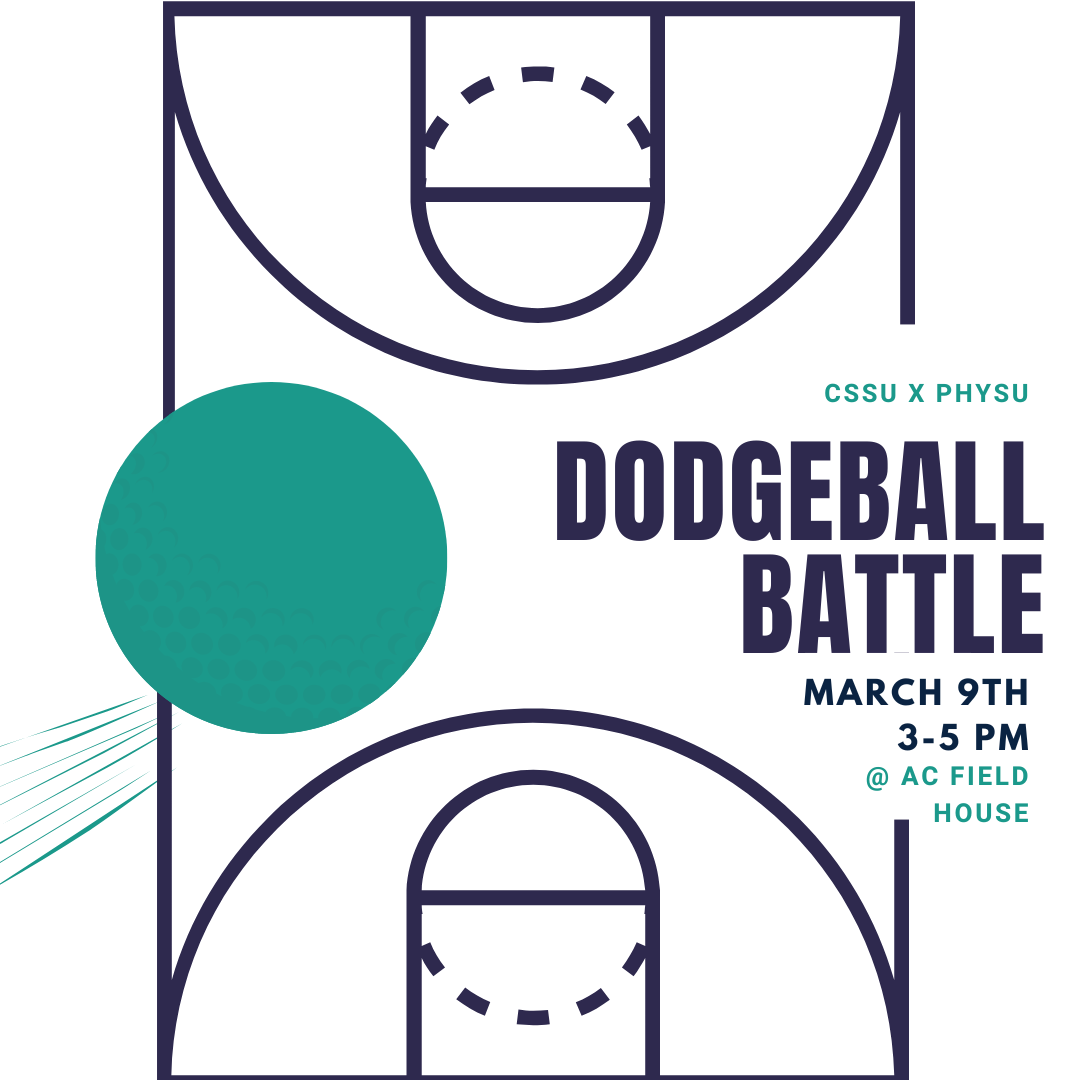 CSSU X PHYSU
DODGEBALL
BATTLE
MARCH 9TH
3-5 PM
@ AC FIELD
HOUSE